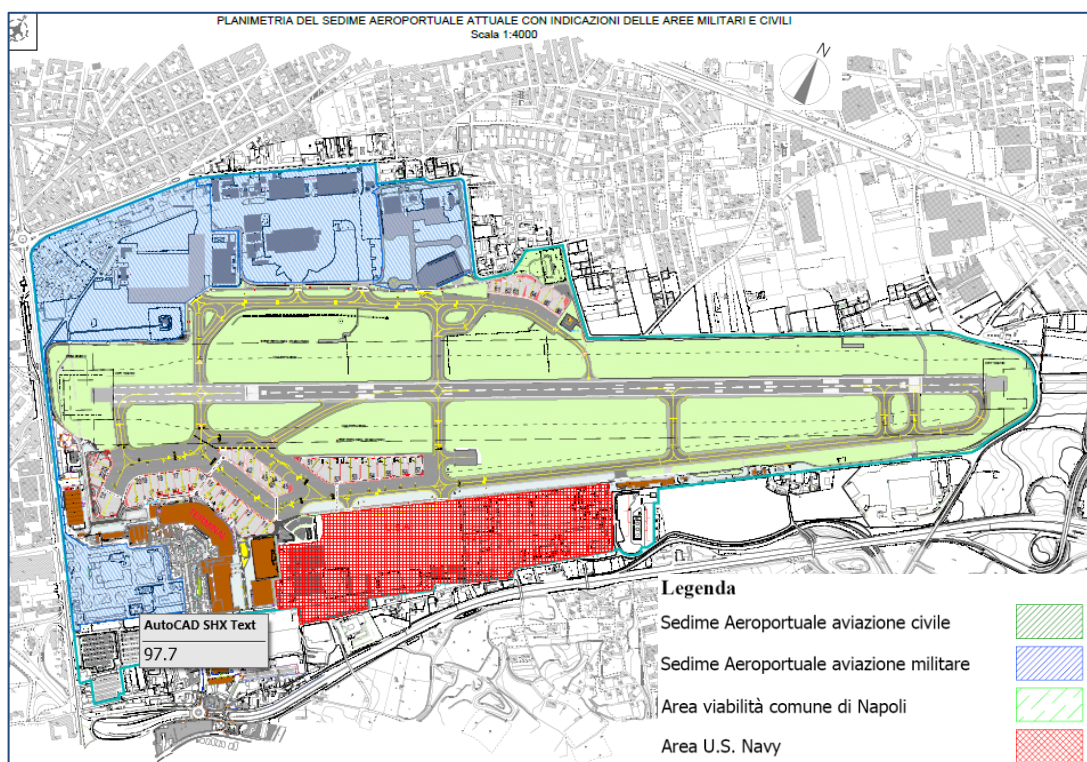 PLANIMETRIA DEL SEDIME AEROPORTUALE ATTUALE CON INDICAZIONI DELLE AREE MILITARI E CIVILI
Scala 1:4000
N
AutoCAD SHX Text
97.7
Legenda
Sedime Aeroportuale aviazione civile
Sedime Aeroportuale aviazione militare
Area viabilità comune di Napoli
Area U.S. Navy